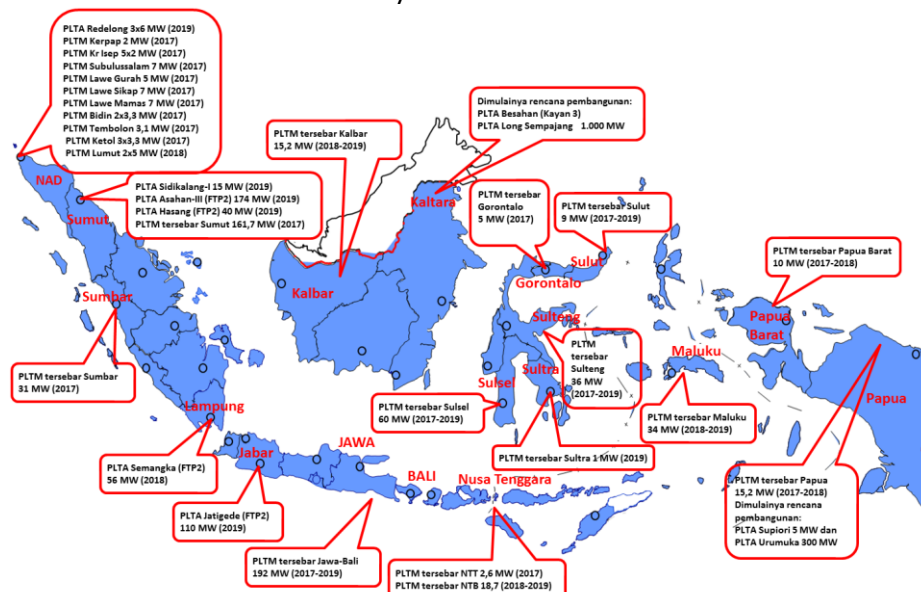 PLTA Redelong 3x6 MW (2019)
PLTM Kerpap 2 MW (2017)
PLTM Kr Isep 5x2 MW (2017)
PLTM Subulussalam 7 MW (2017)
PLTM Lawe Gurah 5 MW (2017)
PLTM Lawe Sikap 7 MW (2017)
PLTM Lawe Mamas 7 MW (2017)
PLTM Bidin 2x3,3 MW (2017)
PLTM Tembolon 3,1 MW (2017)
PLTM Ketol 3x3,3 MW (2017)
PLTM Lumut 2x5 MW (2018)
NAD
PLTA Sidikalang-I 15 MW (2019)
PLTA Asahan-III (FTP2) 174 MW (2019)
PLTA Hasang (FTP2) 40 MW (2019)
PLTM tersebar Sumut 161,7 MW (2017)
Sumut
PLTM tersebar Kalbar
15,2 MW (2018-2019)
Dimulainya rencana pembangunan:
PLTA Besahan (Kayan 3)
PLTA Long Sempajang 1.000 MW
Kaltara
PLTM tersebar
Gorontalo
5 MW (2017)
PLTM tersebar Sulut
9 MW (2017-2019)
PLTM tersebar Papua Barat
10 MW (2017-2018)
Sulut
Gorontalo
Kalbar
Sumbar
Sulteng
Papua
Barat
PLTM
tersebar
Sulteng
36 MW
(2017-2019)
Maluku
PLTM tersebar Sumbar
31 MW (2017)
Sulsel
Sultra
Papua
Lampung
PLTM tersebar Sulsel
60 MW (2017-2019)
PLTM tersebar Maluku
34 MW (2018-2019)
JAWA
Jabar
PLTM tersebar Sultra 1 MW (2019)
PLTA Semangka (FTP2)
56 MW (2018)
BALI
Nusa Tenggara
PLTM tersebar Papua
15,2 MW (2017-2018)
Dimulainya rencana
pembangunan:
PLTA Supiori 5 MW dan
PLTA Urumuka 300 MW
PLTA Jatigede (FTP2)
110 MW (2019)
PLTM tersebar Jawa-Bali
192 MW (2017-2019)
PLTM tersebar NTT 2,6 MW (2017)
PLTM tersebar NTB 18,7 (2018-2019)